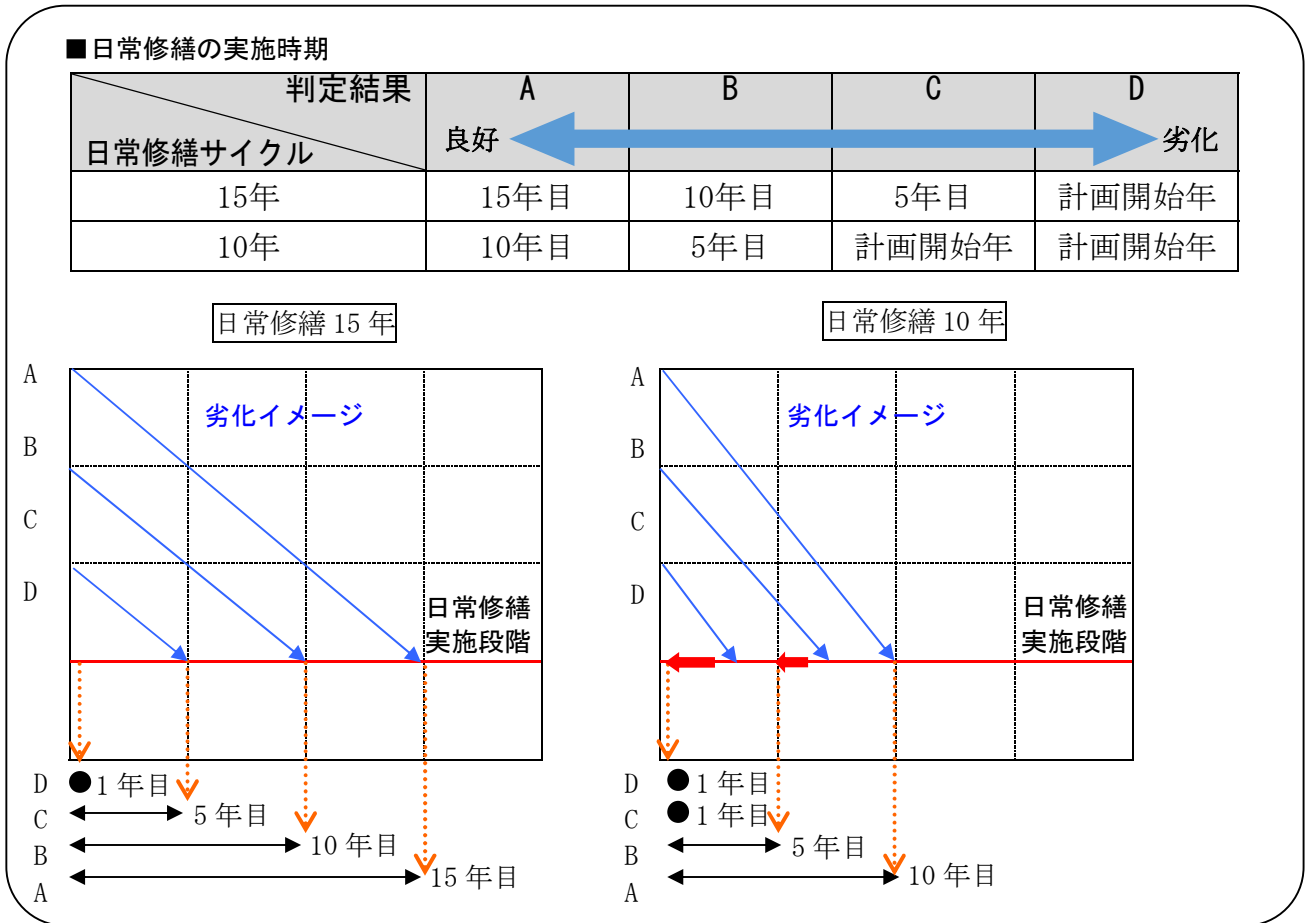 ■日常修繕の実施時期
判定結果 A B C D
日常修繕サイクル 良好 劣化
15年 15年目 10年目 5年目 計画開始年
10年 10年目 5年目 計画開始年 計画開始年
日常修繕 15 年
A
B
C
D
劣化イメージ
日常修繕
実施段階
D ●1 年目
C 5 年目
B 10 年目
A 15 年目
日常修繕 10 年
A
B
C
D
劣化イメージ
日常修繕
実施段階
D ●1 年目
C ●1 年目
B 5 年目
A 10 年目